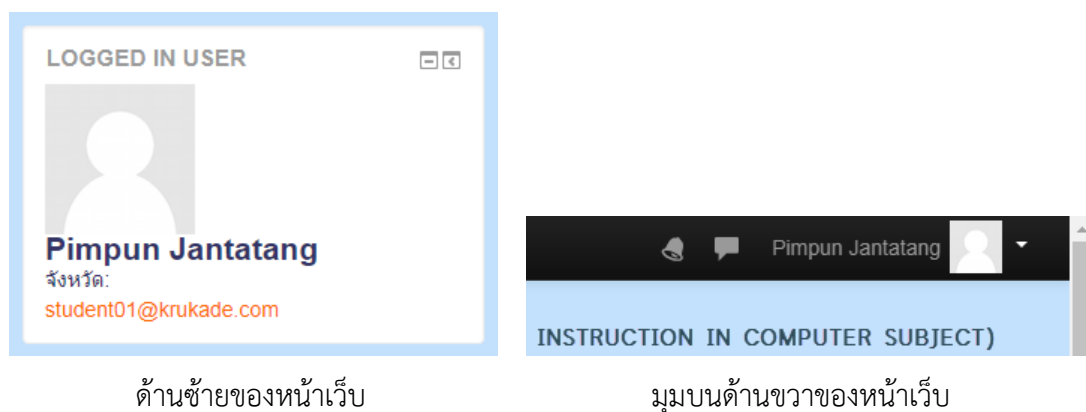 LOGGED IN USER
Pimpun Jantatang
จังหวัด:
student01@krukade.com
Pimpun Jantatang
INSTRUCTION IN COMPUTER SUBJECT)
ด้านซ้ายของหน้าเว็บ
มุมบนด้านขวาของหน้าเว็บ